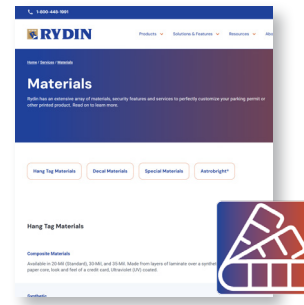 1-800-448-1981
RYDIN
Products Solutions & Features Resources
Home / Services / Materials
Materials
Rydin has an extensive array of materials, security features and services to perfectly customize your parking permit or
other printed product. Read on to learn more.
Hang Tag Materials Decal Materials Special Materials Astrobright®
Hang Tag Materials
Composite Materials
Available in 20 Mil (Standard), 30 Mil, and 35 Mil. Made from layers of laminate over a
paper core, look and feel of a credit card, Ultraviolet (UV) coated.
Synthetic